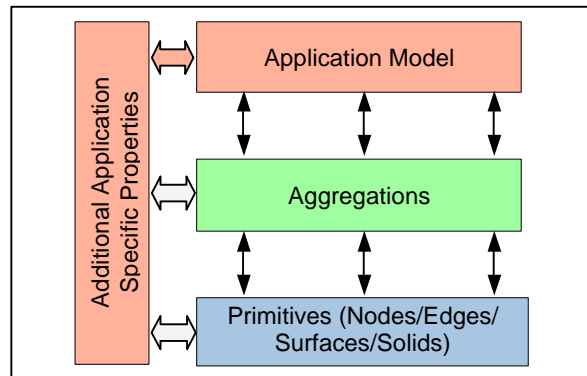 Additional Application
Specific Properties
Application Model
Aggregations
Primitives (Nodes/Edges/
Surfaces/Solids)